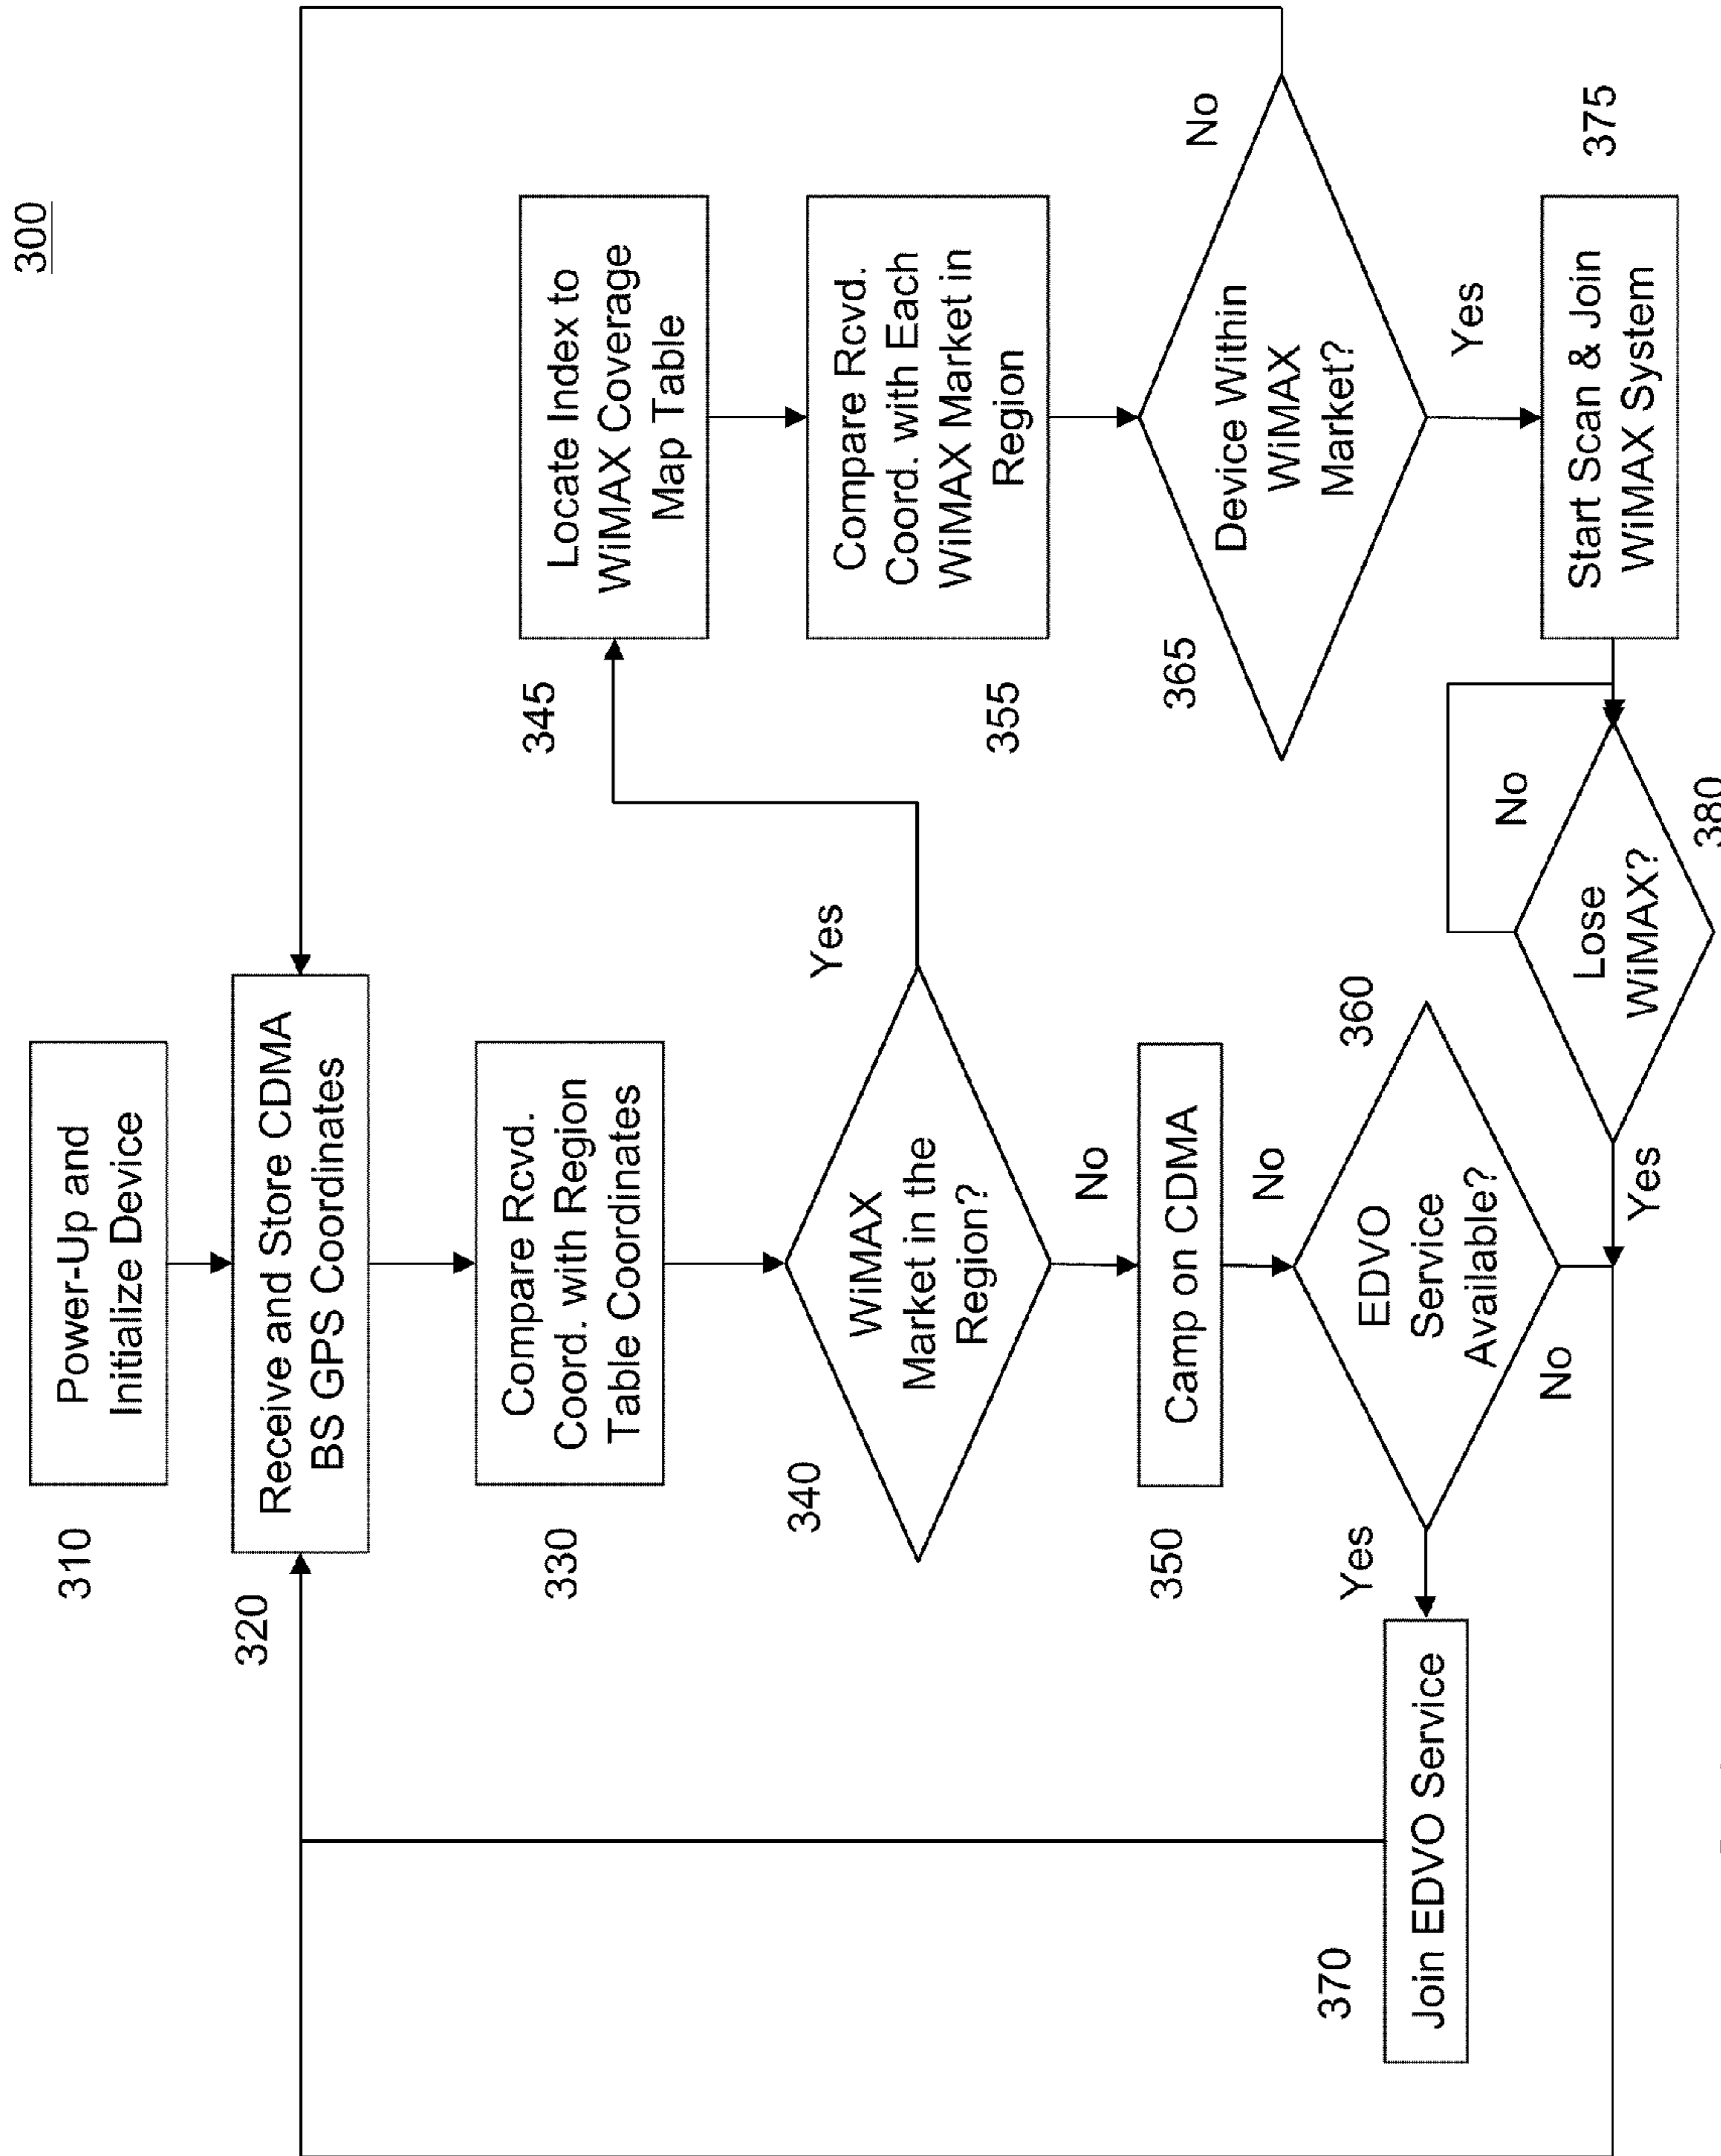 300
310
Power-Up and
Initialize Device
320
Receive and Store CDMA
BS GPS Coordinates
330
Compare Rcvd.
Coord. with Region
Table Coordinates
340
WiMAX
Market in the
Region?
Yes
No
345
Locate Index to
WiMAX Coverage
Map Table
355
Compare Rcvd.
Coord. with Each
WiMAX Market in
Region
365
Device Within
WiMAX
Market?
No
Yes
350
Camp on CDMA
No
360
EDVO
Service
Available?
Yes
No
370
Join EDVO Service
375
Start Scan & Join
WiMAX System
380
Lose
WiMAX?
No
Yes